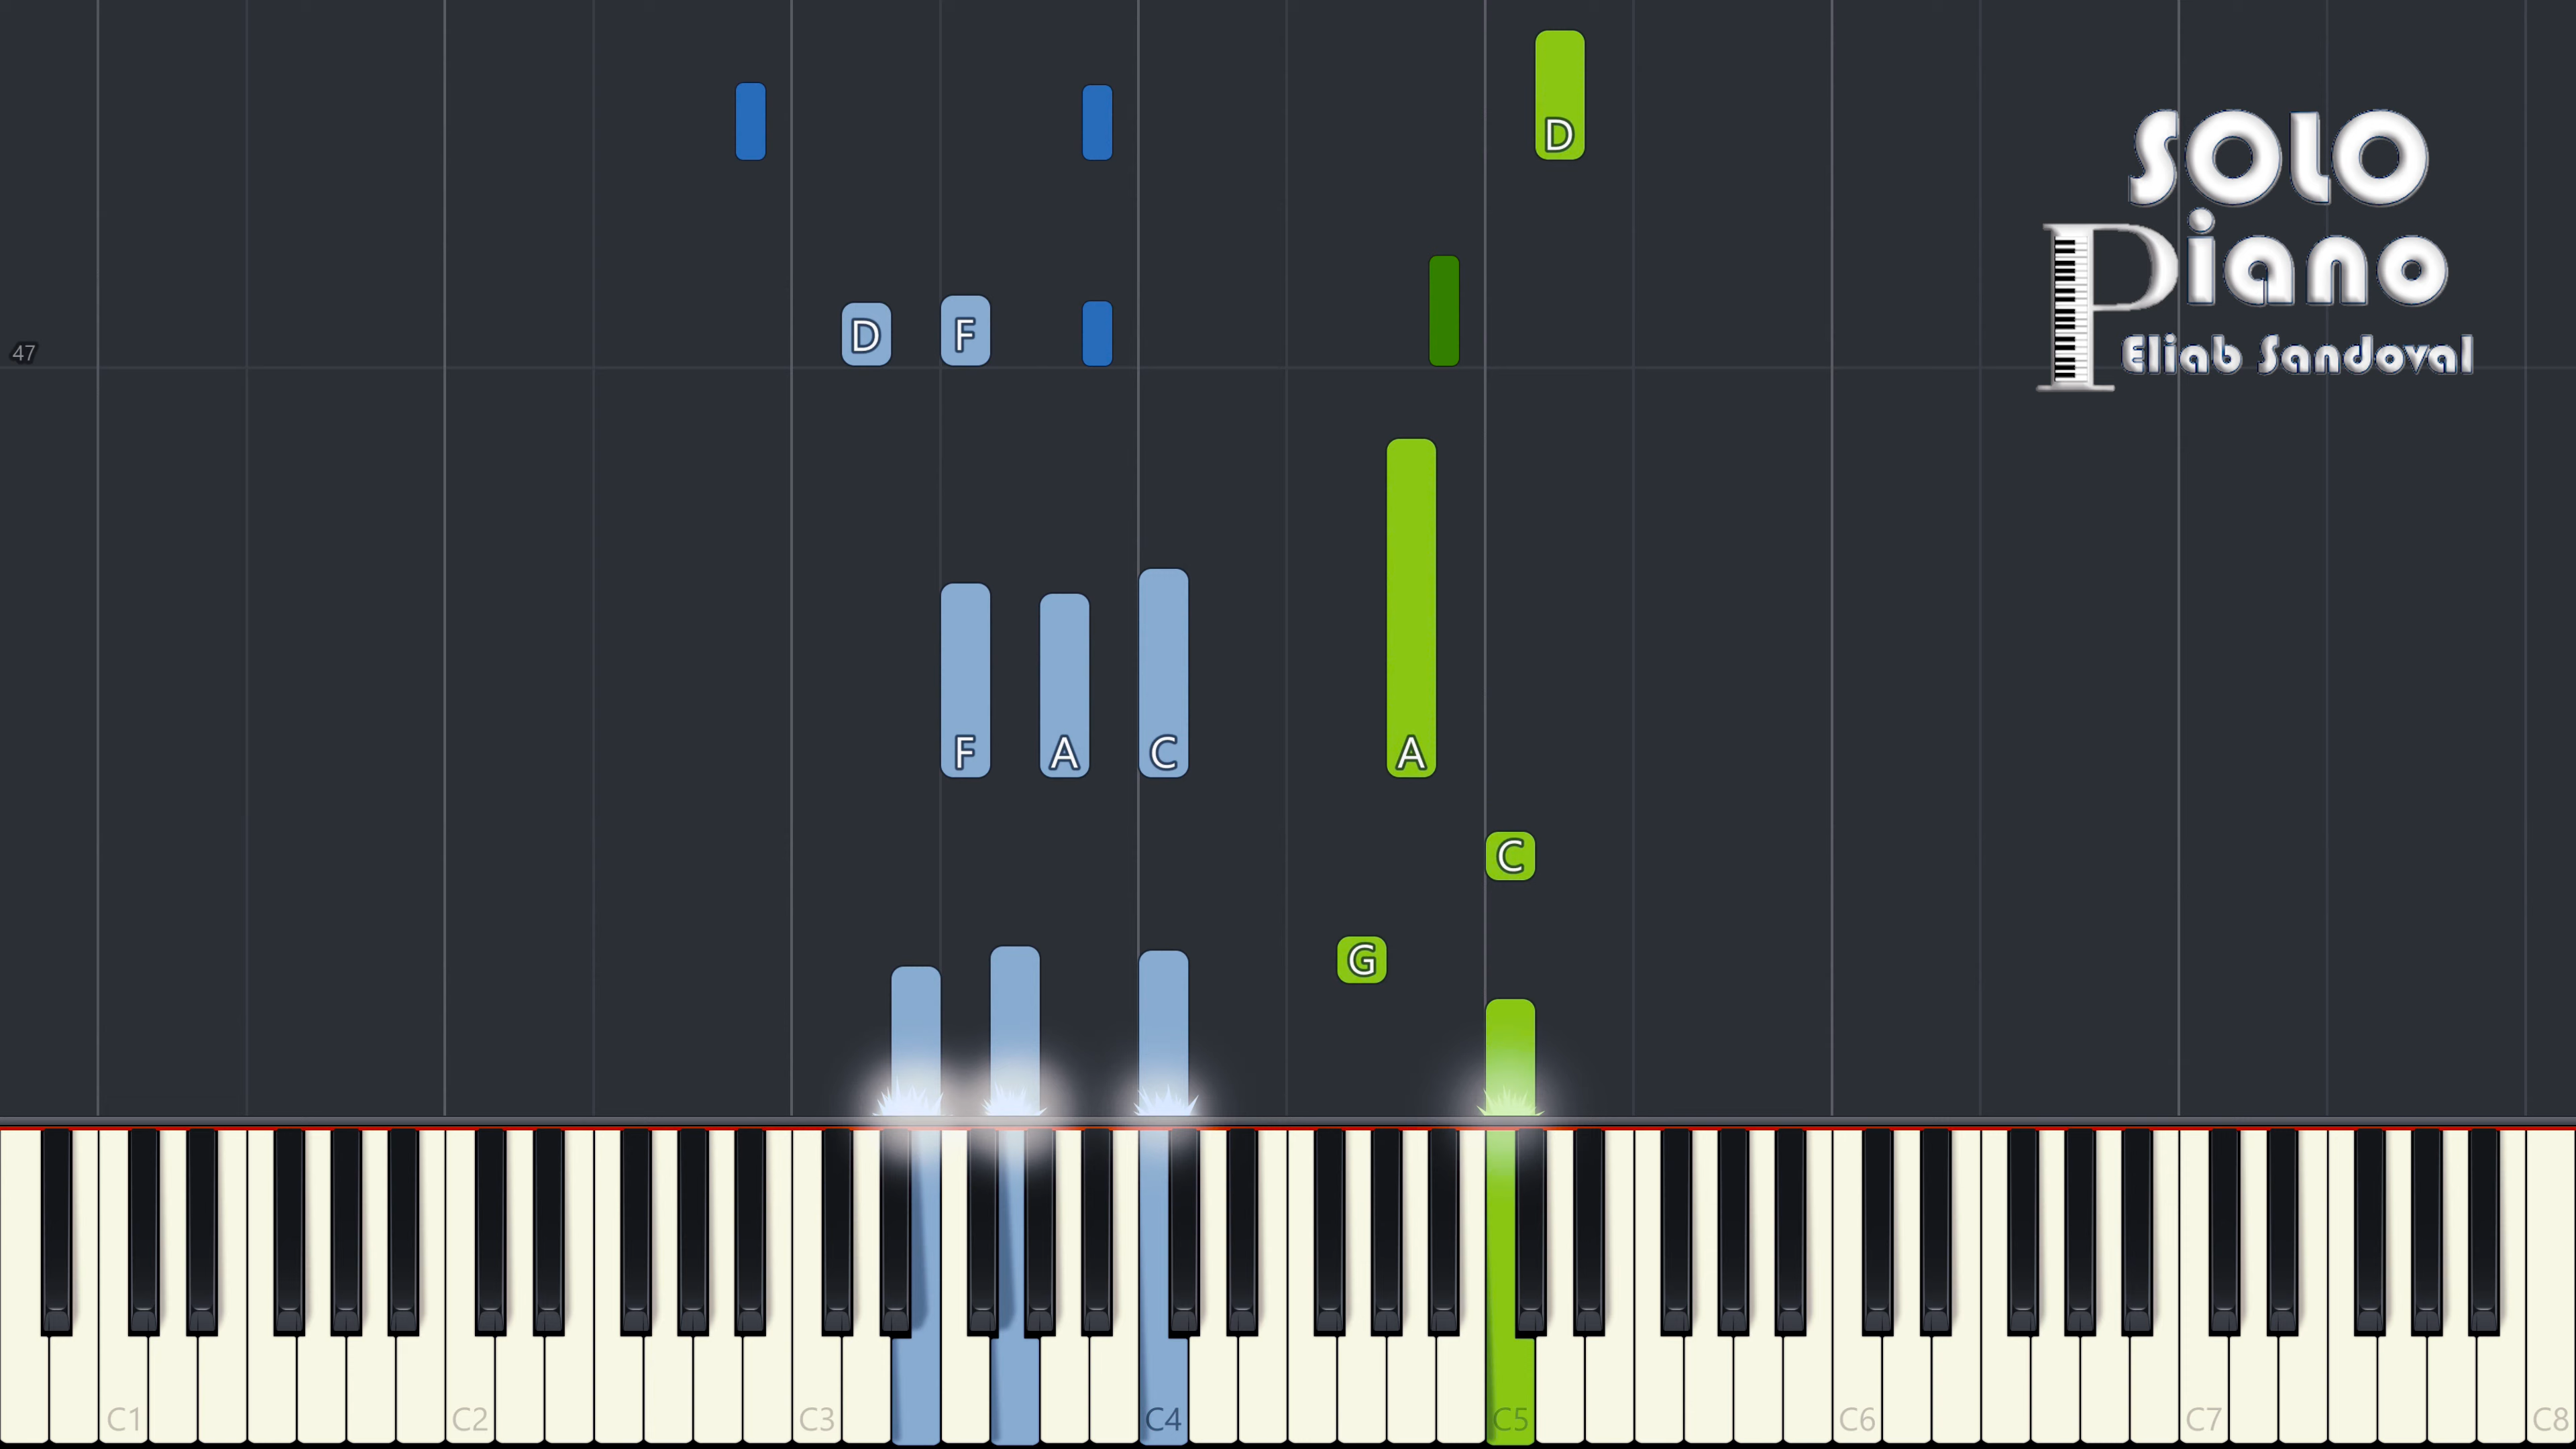 SOLO
Piano
Eliab Sandoval
D
D F
47
F A C A
C
G
C1 C2 C3 C4 C5 C6 C7 C8